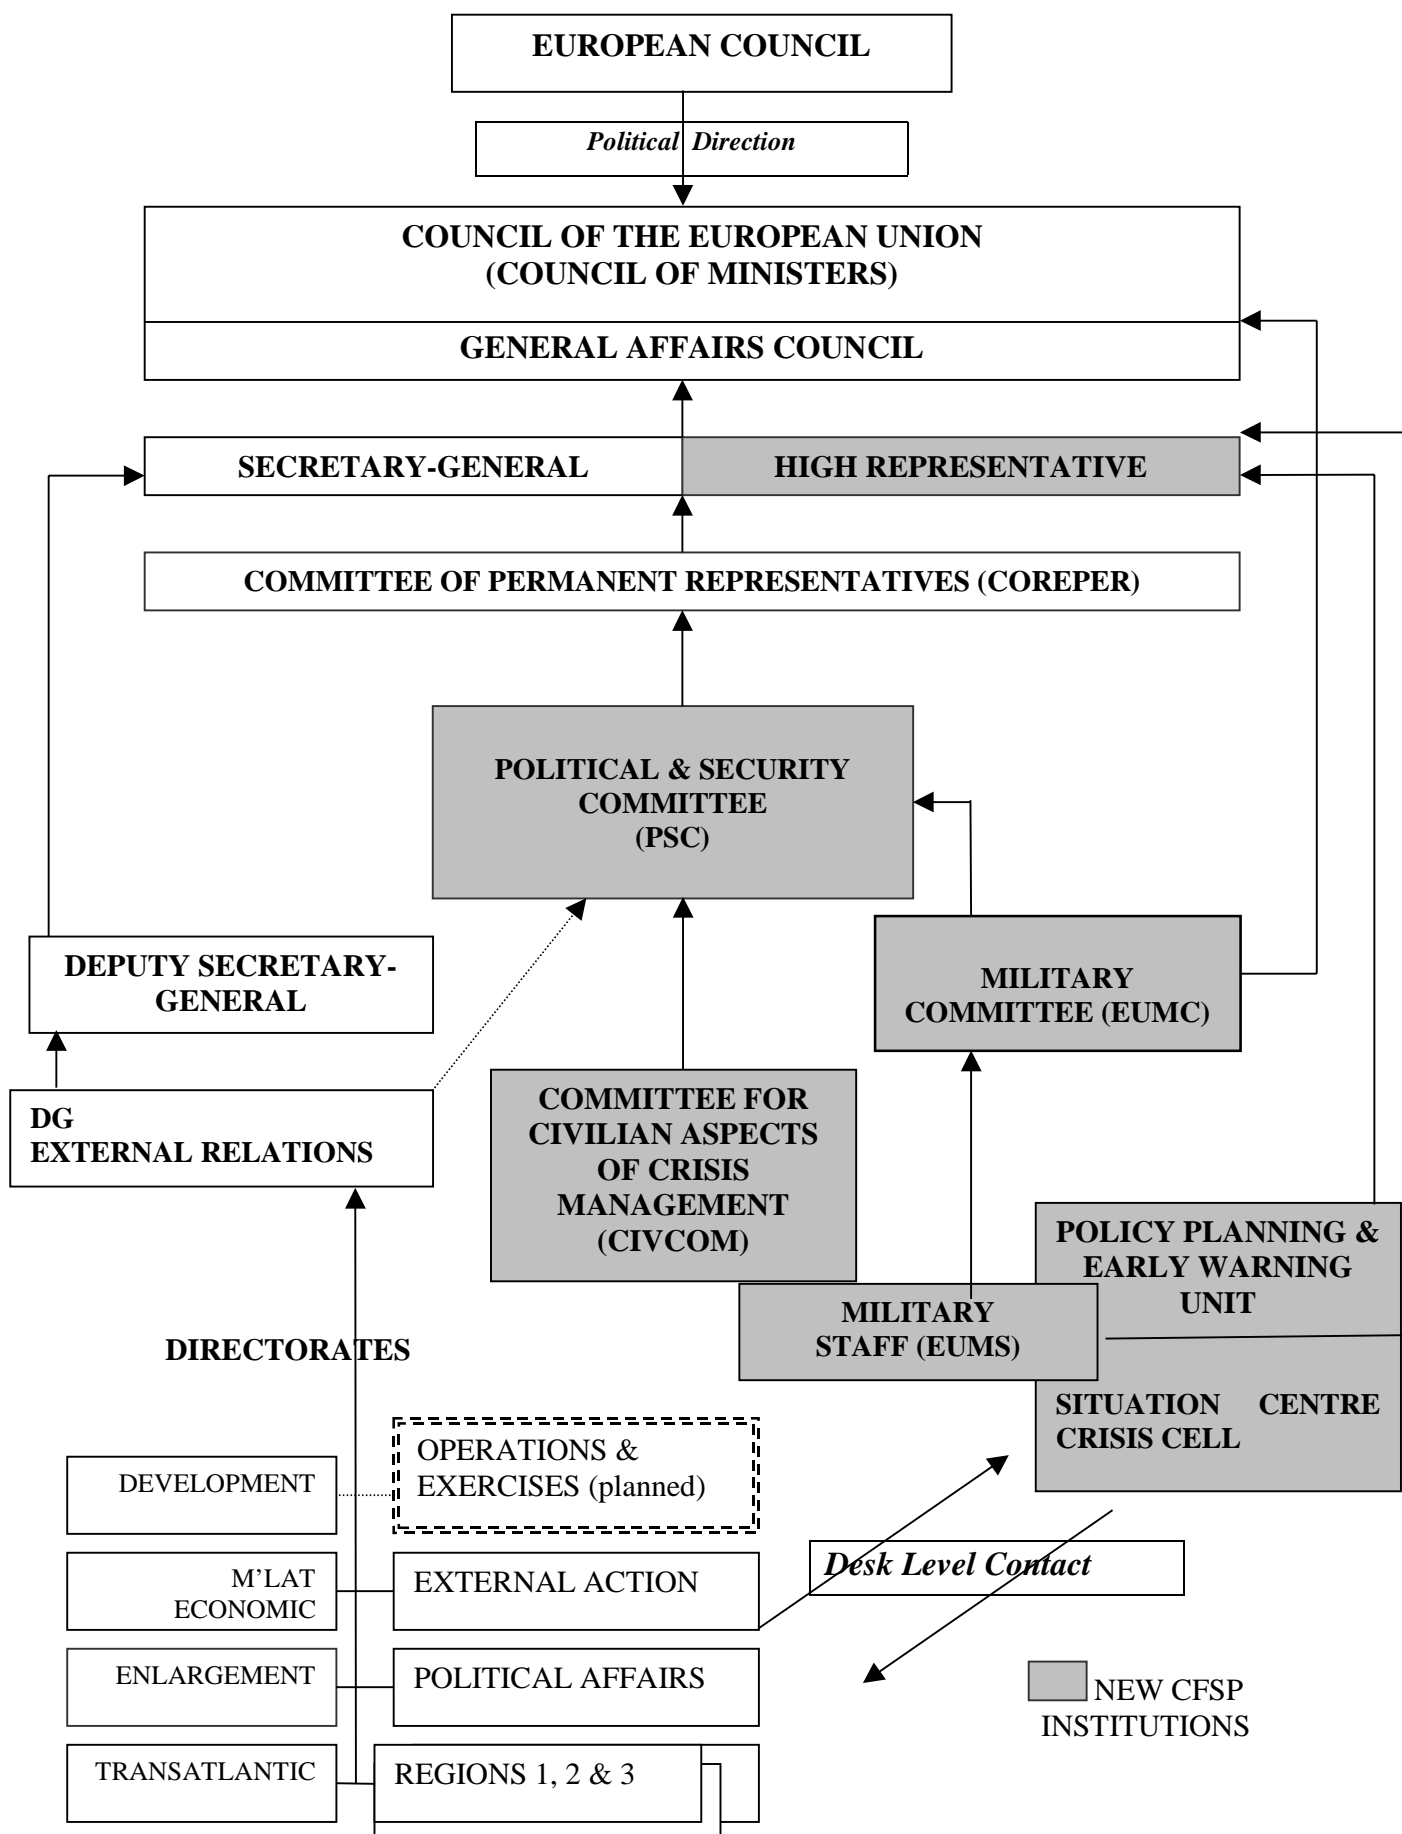 EUROPEAN COUNCIL
Political Direction
COUNCIL OF THE EUROPEAN UNION
(COUNCIL OF MINISTERS)
GENERAL AFFAIRS COUNCIL
SECRETARY-GENERAL
HIGH REPRESENTATIVE
COMMITTEE OF PERMANENT REPRESENTATIVES (COREPER)
POLITICAL & SECURITY
COMMITTEE
(PSC)
DEPUTY SECRETARY-
GENERAL
MILITARY
COMMITTEE (EUMC)
DG
EXTERNAL RELATIONS
COMMITTEE FOR
CIVILIAN ASPECTS
OF CRISIS
MANAGEMENT
(CIVCOM)
POLICY PLANNING &
EARLY WARNING
UNIT
MILITARY
STAFF (EUMS)
SITUATION CENTRE
CRISIS CELL
DIRECTORATES
DEVELOPMENT
OPERATIONS &
EXERCISES (planned)
M'LAT
ECONOMIC
EXTERNAL ACTION
Desk Level Contact
ENLARGEMENT
POLITICAL AFFAIRS
NEW CFSP
INSTITUTIONS
TRANSATLANTIC
REGIONS 1, 2 & 3